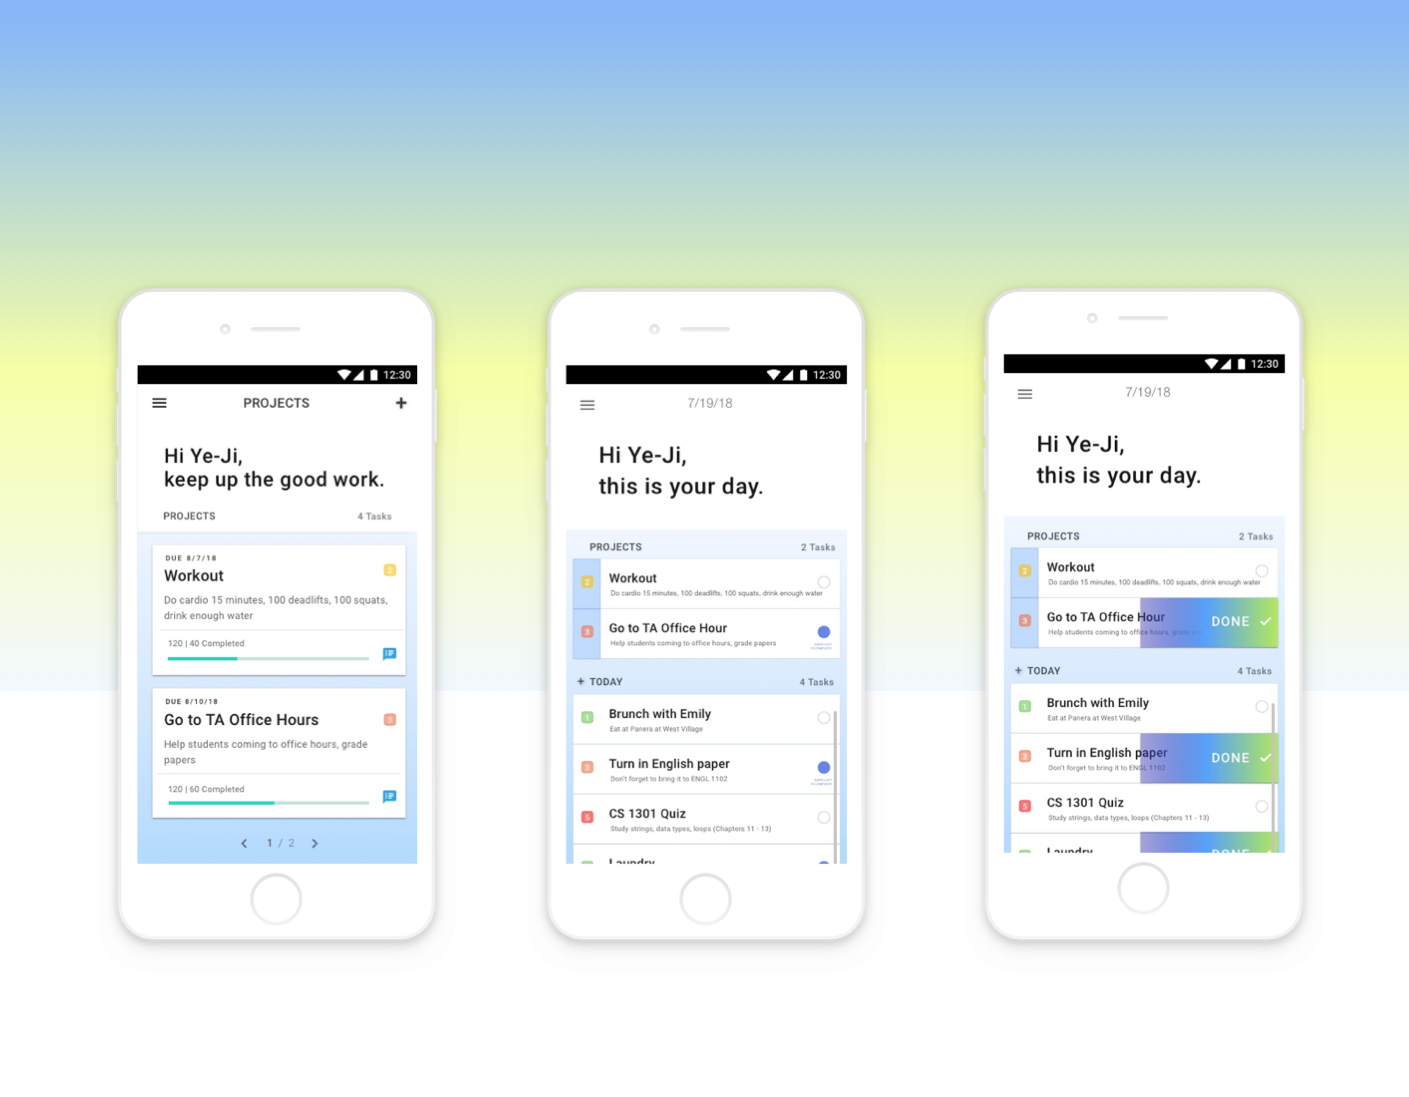 12:30
PROJECTS
Hi Ye-Ji,
keep up the good work.
PROJECTS 4 Tasks
DUE 8/7/18
Workout 2
Do cardio 15 minutes, 100 deadlifts, 100 squats,
drink enough water
120 | 40 Completed
DUE 8/10/18
Go to TA Office Hours 3
Help students coming to office hours, grade
papers
120 | 60 Completed
1 / 2
12:30
7/19/18
Hi Ye-Ji,
this is your day.
PROJECTS 2 Tasks
2 Workout
Do cardio 15 minutes, 100 deadlifts, 100 squats, drink enough water
3 Go to TA Office Hour
Help students coming to office hours, grade papers
+ TODAY 4 Tasks
1 Brunch with Emily
Eat at Panera at West Village
3 Turn in English paper
Don't forget to bring it to ENGL 1102
5 CS 1301 Quiz
Study strings, data types, loops (Chapters 11 - 13)
Laundry
12:30
7/19/18
Hi Ye-Ji,
this is your day.
PROJECTS 2 Tasks
2 Workout
Do cardio 15 minutes, 100 deadlifts, 100 squats, drink enough water
3 Go to TA Office Hour DONE
Help students coming to office hours, grade
+ TODAY 4 Tasks
1 Brunch with Emily
Eat at Panera at West Village
3 Turn in English paper DONE
Don't forget to bring it to ENGL 1102
5 CS 1301 Quiz
Study strings, data types, loops (Chapters 11 - 13)
Laundry DONE